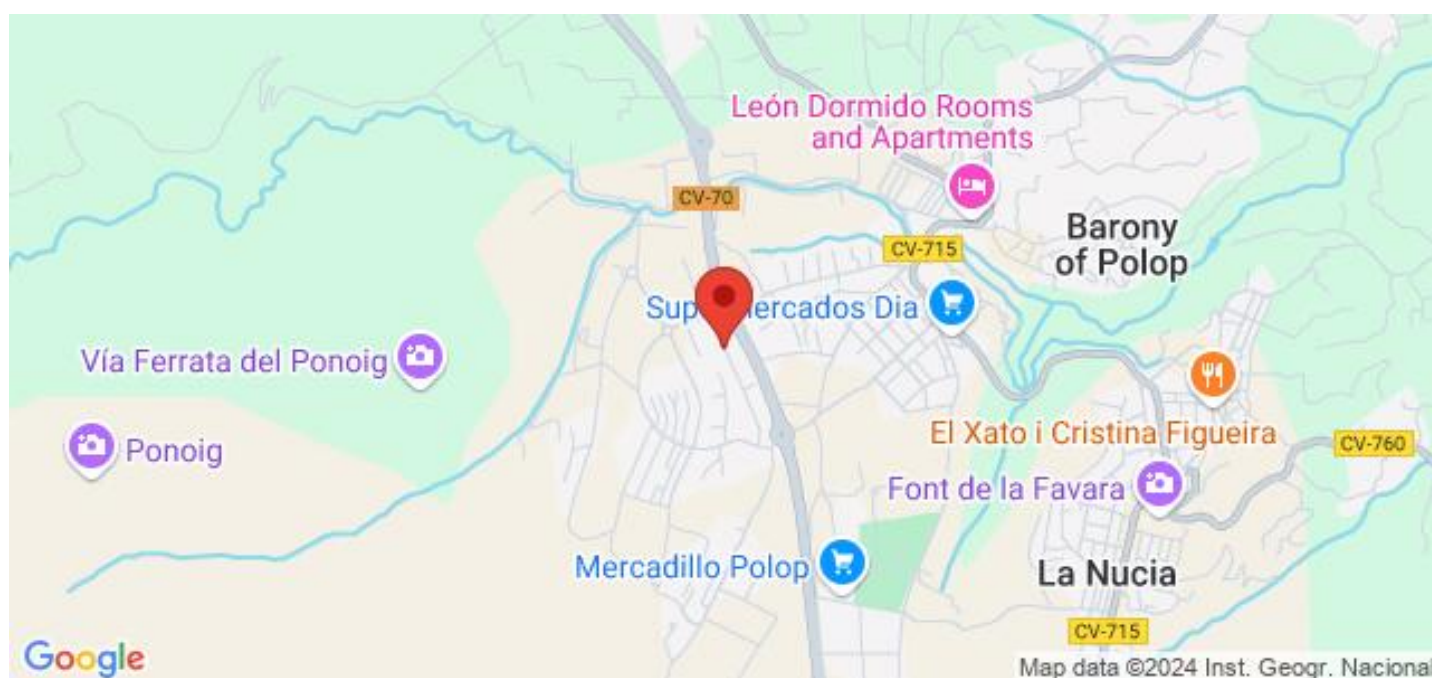 León Dormido Rooms
and Apartments
CV-70
Barony
of Polop
CV-715
Supermercados Dia
Vía Ferrata del Ponoig
El Xato i Cristina Figueira
CV-760
Ponoig
Font de la Favara
Mercadillo Polop
La Nucia
CV-715
Google
Map data ©2024 Inst. Geogr. Nacional